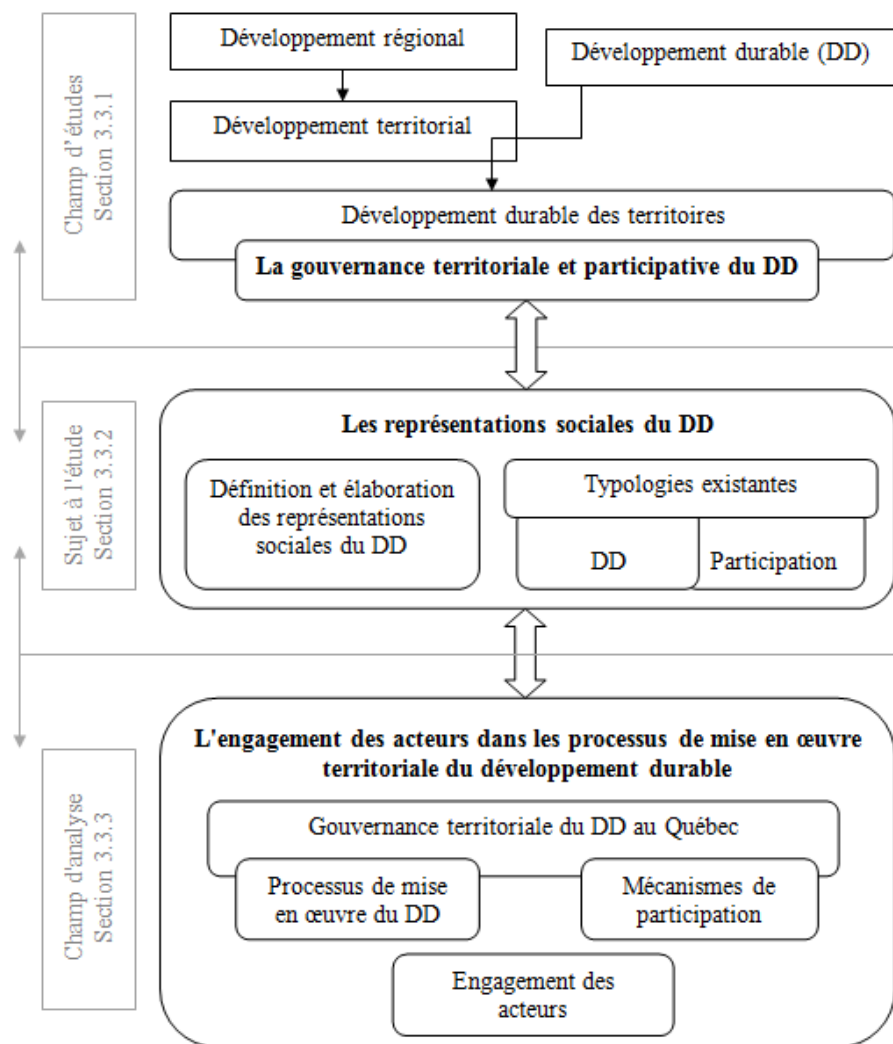 Champ d'études
Section 3.3.1
Développement régional
Développement durable (DD)
Développement territorial
Développement durable des territoires
La gouvernance territoriale et participative du DD
Sujet à l'étude
Section 3.3.2
Les représentations sociales du DD
Définition et élaboration
des représentations
sociales du DD
Typologies existantes
DD
Participation
Champ d'analyse
Section 3.3.3
L'engagement des acteurs dans les processus de mise en œuvre
territoriale du développement durable
Gouvernance territoriale du DD au Québec
Processus de mise
en œuvre du DD
Mécanismes de
participation
Engagement des
acteurs